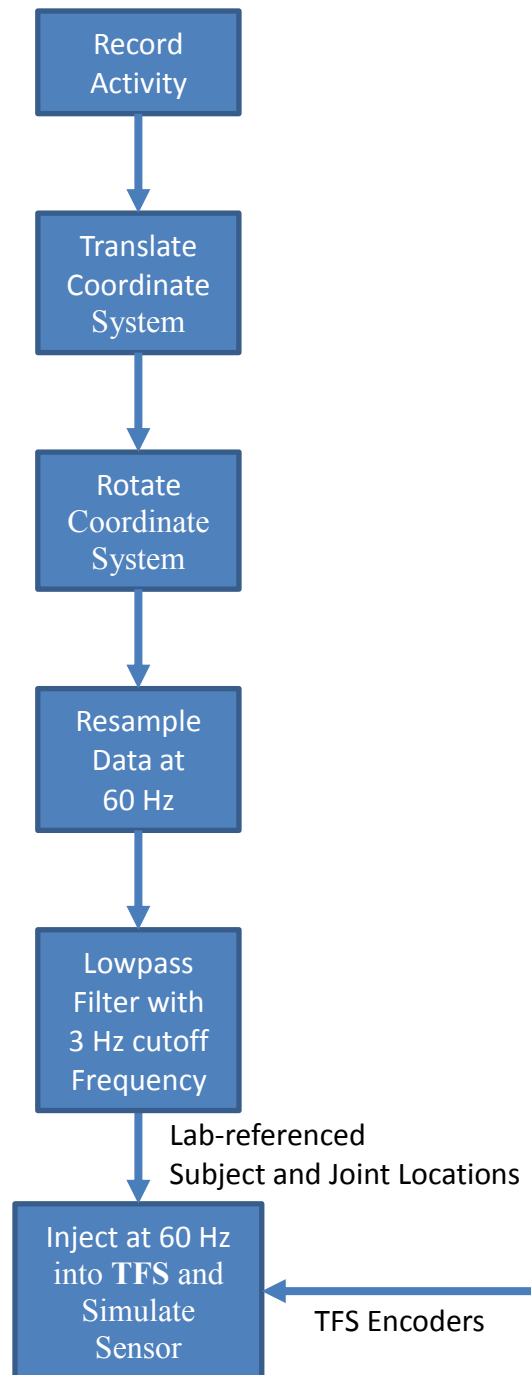 Record
Activity
Translate
Coordinate
System
Rotate
Coordinate
System
Resample
Data at
60 Hz
Lowpass
Filter with
3 Hz cutoff
Frequency
Lab-referenced
Subject and Joint Locations
Inject at 60 Hz
into TFS and
Simulate
Sensor
TFS Encoders